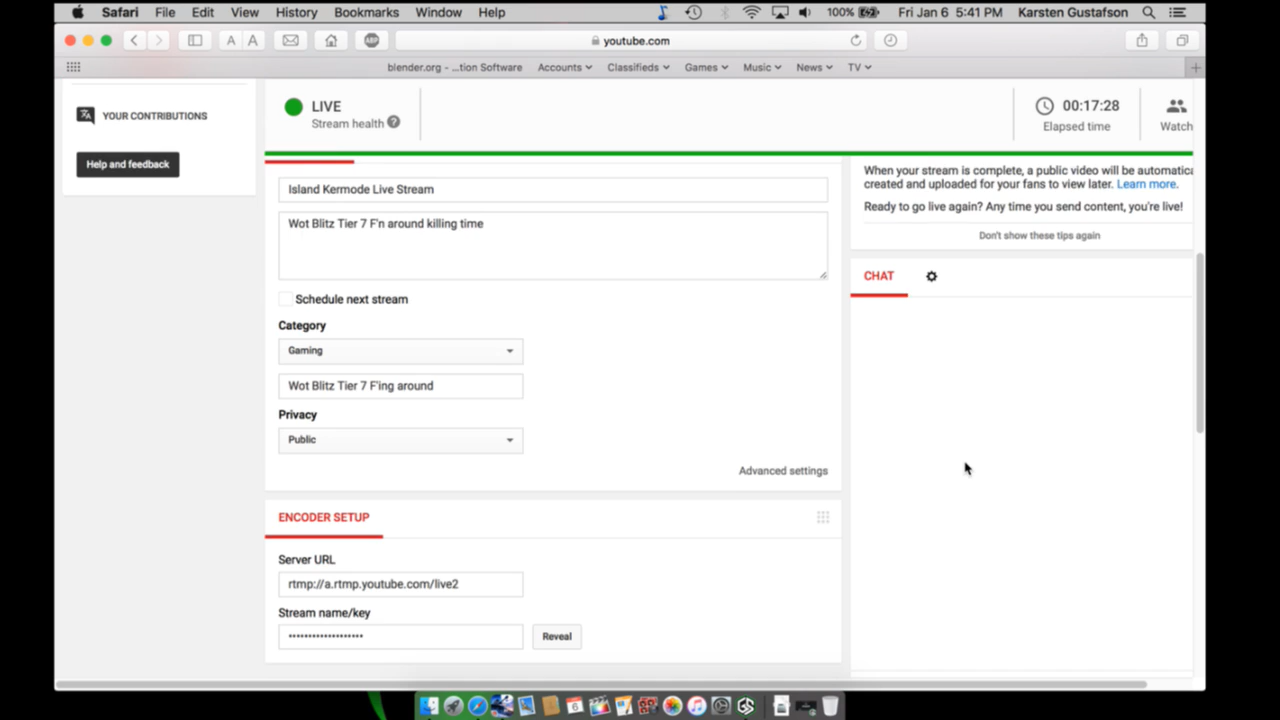 Safari File Edit View History Bookmarks Window Help 100% Fri Jan 6 5:41 PM Karsten Gustafson
A A ABP youtube.com
blender.org - ...tion Software Accounts Classifieds Games Music News TV
YOUR CONTRIBUTIONS
Help and feedback
LIVE
Stream health ?
00:17:28
Elapsed time
Watch
Island Kermode Live Stream
Wot Blitz Tier 7 F'n around killing time
Schedule next stream
Category
Gaming
Wot Blitz Tier 7 F'ing around
Privacy
Public
Advanced settings
ENCODER SETUP
Server URL
rtmp://a.rtmp.youtube.com/live2
Stream name/key
•••••••••••••••••••
Reveal
When your stream is complete, a public video will be automatica
created and uploaded for your fans to view later. Learn more.
Ready to go live again? Any time you send content, you're live!
Don't show these tips again
CHAT
6